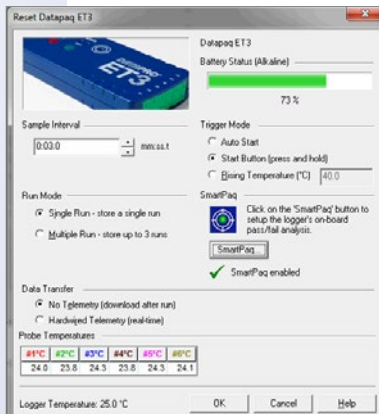 Reset Datapaq ET3
DATAPAQ
ET3
Datapaq ET3
Battery Status (Alkaline)
73 %
Sample Interval
0:03.0 mm:ss.t
Trigger Mode
Auto Start
Start Button (press and hold)
Rising Temperature (°C) 40.0
Run Mode
Single Run - store a single run
Multiple Run - store up to 3 runs
SmartPaq
Click on the 'SmartPaq' button to
setup the logger's on-board
pass/fail analysis.
SmartPaq...
SmartPaq enabled
Data Transfer
No Telemetry (download after run)
Hardwired Telemetry (real-time)
Probe Temperatures
#1°C #2°C #3°C #4°C #5°C #6°C
24.0 23.8 24.3 23.8 24.3 24.1
Logger Temperature: 25.0 °C
OK Cancel Help